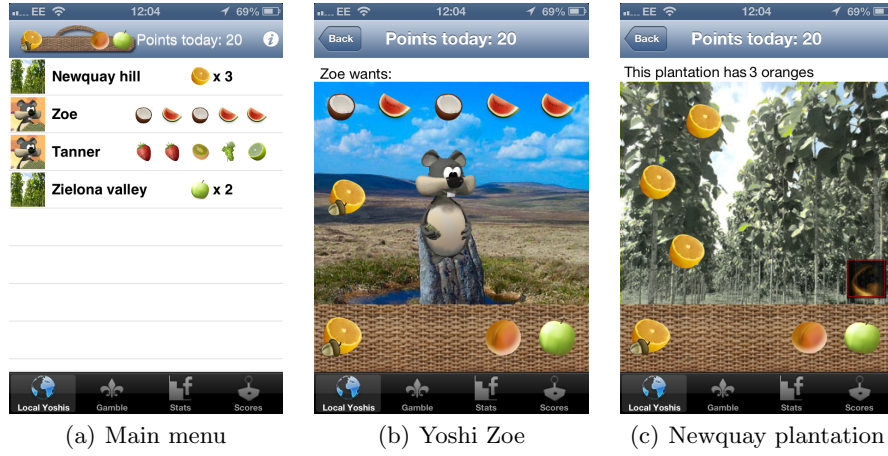 EE 12:04 69%
Points today: 20 i
Newquay hill x 3
Zoe
Tanner
Zielona valley x 2
Local Yoshis Gamble Stats Scores
(a) Main menu
EE 12:04 69%
Back Points today: 20
Zoe wants:
Local Yoshis Gamble Stats Scores
(b) Yoshi Zoe
EE 12:04 69%
Back Points today: 20
This plantation has 3 oranges
Local Yoshis Gamble Stats Scores
(c) Newquay plantation